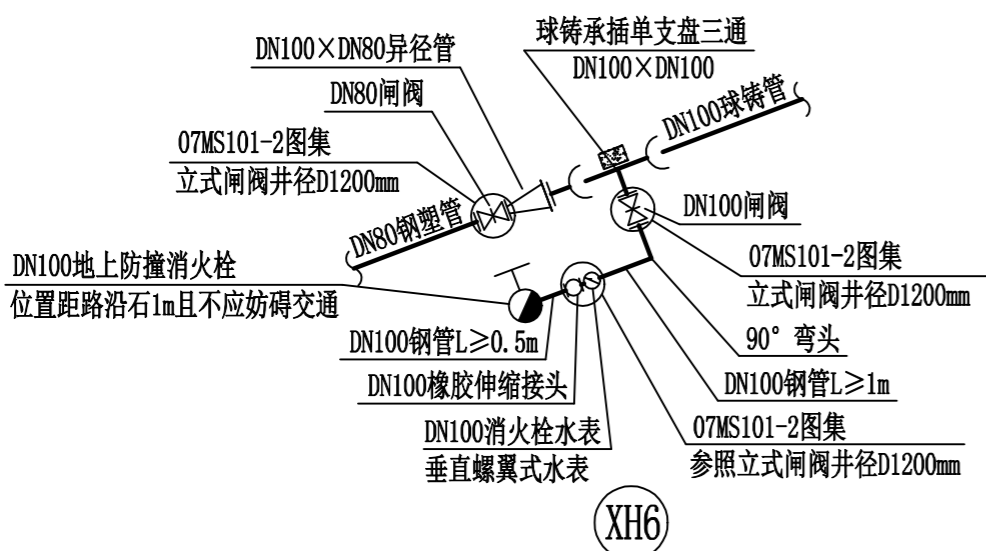 球铸承插单支盘三通
DN100×DN100
DN100×DN80异径管
DN80闸阀
DN100球铸管
07MS101-2图集
立式闸阀井径D1200mm
DN100闸阀
DN80钢塑管
DN100地上防撞消火栓
位置距路沿石1m且不应妨碍交通
07MS101-2图集
立式闸阀井径D1200mm
DN100钢管L≥0.5m
90°弯头
DN100橡胶伸缩接头
DN100钢管L≥1m
DN100消火栓水表
垂直螺翼式水表
07MS101-2图集
参照立式闸阀井径D1200mm
XH6